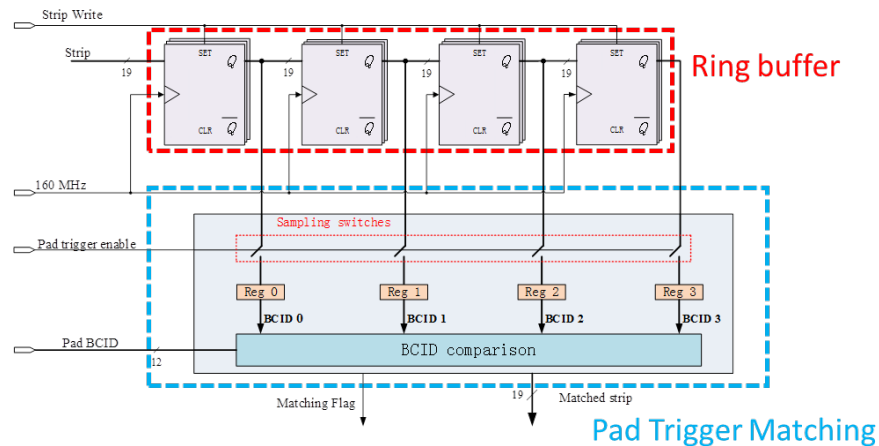 Strip Write
Strip
19
SET
Q
CLR
Q
19
SET
Q
CLR
Q
19
SET
Q
CLR
Q
19
SET
Q
CLR
Q
Ring buffer
160 MHz
Sampling switches
Pad trigger enable
Reg 0
Reg 1
Reg 2
Reg 3
BCID 0
BCID 1
BCID 2
BCID 3
Pad BCID
12
BCID comparison
Matching Flag
19
Matched strip
Pad Trigger Matching